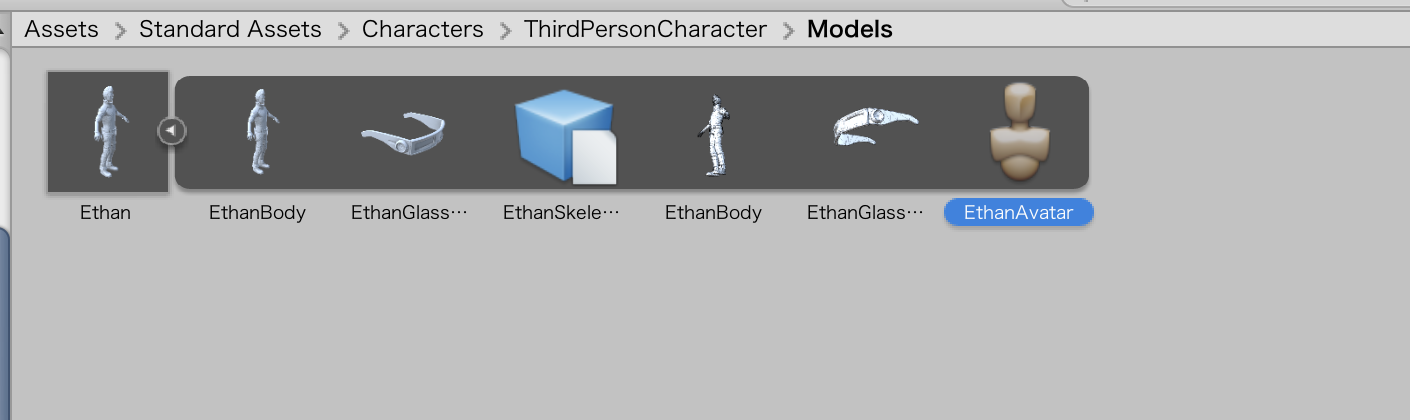 Assets > Standard Assets > Characters > ThirdPersonCharacter > Models
Ethan EthanBody EthanGlass… EthanSkele… EthanBody EthanGlass… EthanAvatar